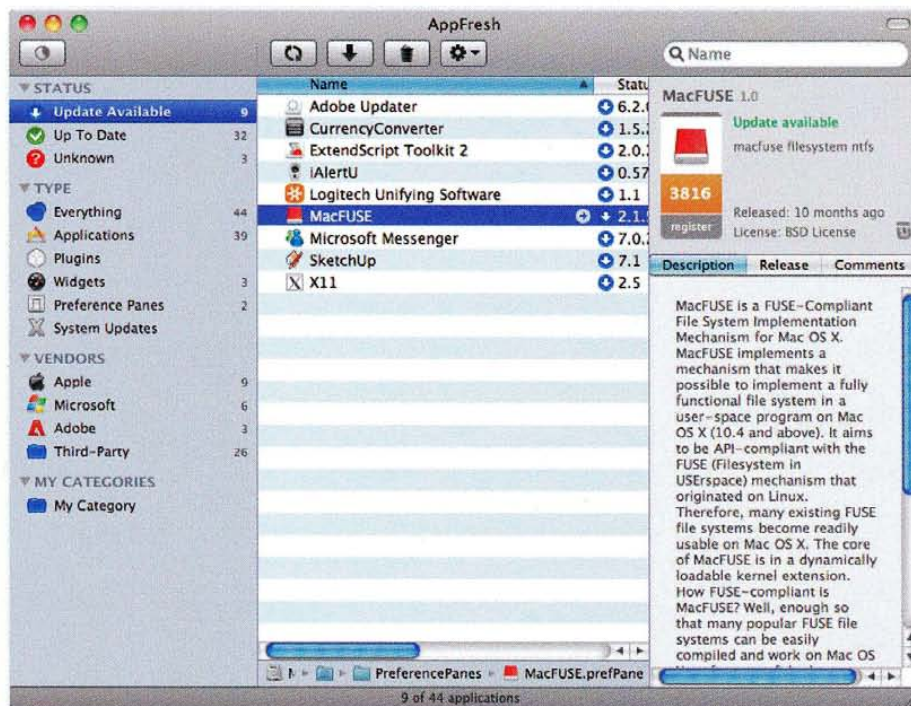 AppFresh
Name
STATUS
Update Available 9
Up To Date 32
Unknown 3
TYPE
Everything 44
Applications 39
Plugins
Widgets 3
Preference Panes 2
System Updates
VENDORS
Apple 9
Microsoft 6
Adobe 3
Third-Party 26
MY CATEGORIES
My Category
Name Statu
Adobe Updater 6.2.
CurrencyConverter 1.5.
ExtendScript Toolkit 2 2.0.
iAlertU 0.57
Logitech Unifying Software 1.1
MacFUSE 2.1.
Microsoft Messenger 7.0.
SketchUp 7.1
X11 2.5
PreferencePanes MacFUSE.prefPane
9 of 44 applications
MacFUSE 1.0
Update available
macfuse filesystem ntfs
3816
register
Released: 10 months ago
License: BSD License
Description Release Comments
MacFUSE is a FUSE-Compliant
File System Implementation
Mechanism for Mac OS X.
MacFUSE implements a
mechanism that makes it
possible to implement a fully
functional file system in a
user-space program on Mac
OS X (10.4 and above). It aims
to be API-compliant with the
FUSE (Filesystem in
USErspace) mechanism that
originated on Linux.
Therefore, many existing FUSE
file systems become readily
usable on Mac OS X. The core
of MacFUSE is in a dynamically
loadable kernel extension.
How FUSE-compliant is
MacFUSE? Well, enough so
that many popular FUSE file
systems can be easily
compiled and work on Mac OS